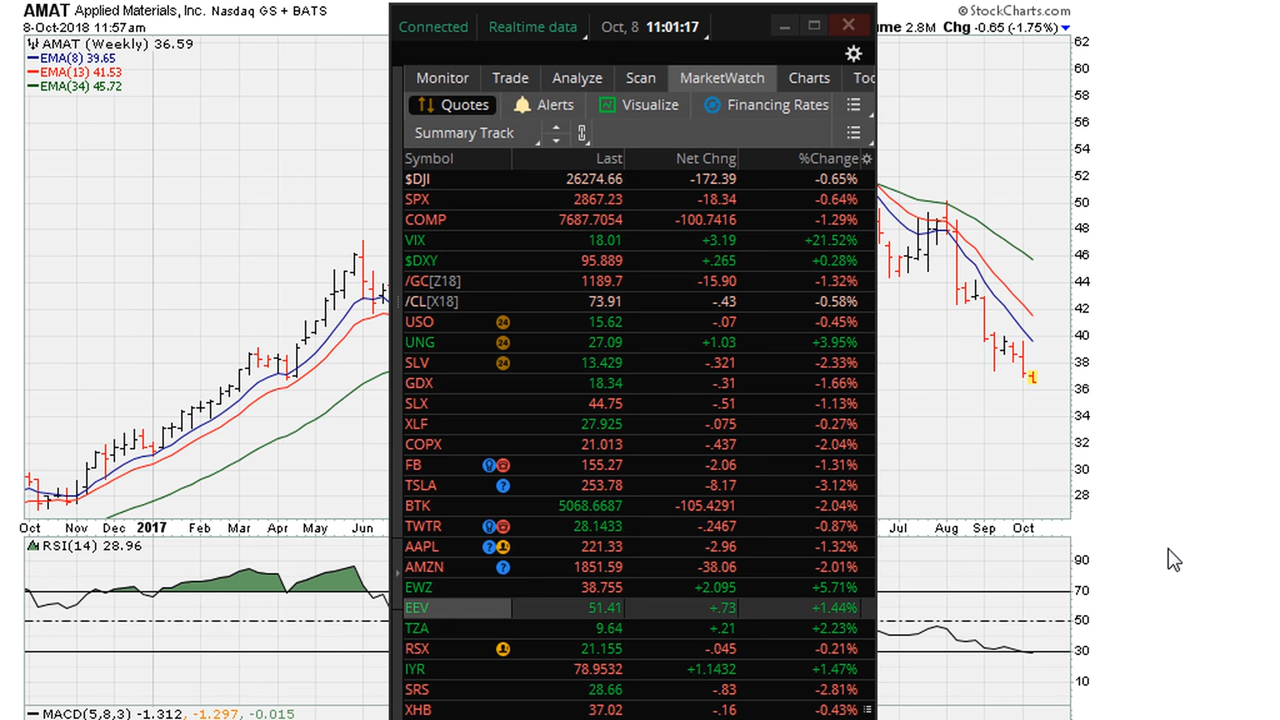 AMAT Applied Materials, Inc. Nasdaq GS + BATS
8-Oct-2018 11:57am
© StockCharts.com
ume 2.8M Chg -0.65 (-1.75%)
AMAT (Weekly) 36.59
EMA(8) 39.65
EMA(13) 41.53
EMA(34) 45.72
Connected Realtime data Oct, 8 11:01:17
Monitor Trade Analyze Scan MarketWatch Charts Too
Quotes Alerts Visualize Financing Rates
Summary Track
Symbol Last Net Chng %Change
$DJI 26274.66 -172.39 -0.65%
SPX 2867.23 -18.34 -0.64%
COMP 7687.7054 -100.7416 -1.29%
VIX 18.01 +3.19 +21.52%
$DXY 95.889 +.265 +0.28%
/GC[Z18] 1189.7 -15.90 -1.32%
/CL[X18] 73.91 -.43 -0.58%
USO 24 15.62 -.07 -0.45%
UNG 24 27.09 +1.03 +3.95%
SLV 24 13.429 -.321 -2.33%
GDX 18.34 -.31 -1.66%
SLX 44.75 -.51 -1.13%
XLF 27.925 -.075 -0.27%
COPX 21.013 -.437 -2.04%
FB 155.27 -2.06 -1.31%
TSLA ? 253.78 -8.17 -3.12%
BTK 5068.6687 -105.4291 -2.04%
TWTR 28.1433 -.2467 -0.87%
AAPL ? 221.33 -2.96 -1.32%
AMZN ? 1851.59 -38.06 -2.01%
EWZ 38.755 +2.095 +5.71%
EEV 51.41 +.73 +1.44%
TZA 9.64 +.21 +2.23%
RSX 21.155 -.045 -0.21%
IYR 78.9532 +1.1432 +1.47%
SRS 28.66 -.83 -2.81%
XHB 37.02 -.16 -0.43%
62
60
58
56
54
52
50
48
46
44
42
40
38
36
34
32
30
28
Oct Nov Dec 2017 Feb Mar Apr May Jun
Jul Aug Sep Oct
RSI(14) 28.96
90
70
50
30
10
MACD(5,8,3) -1.312, -1.297, -0.015